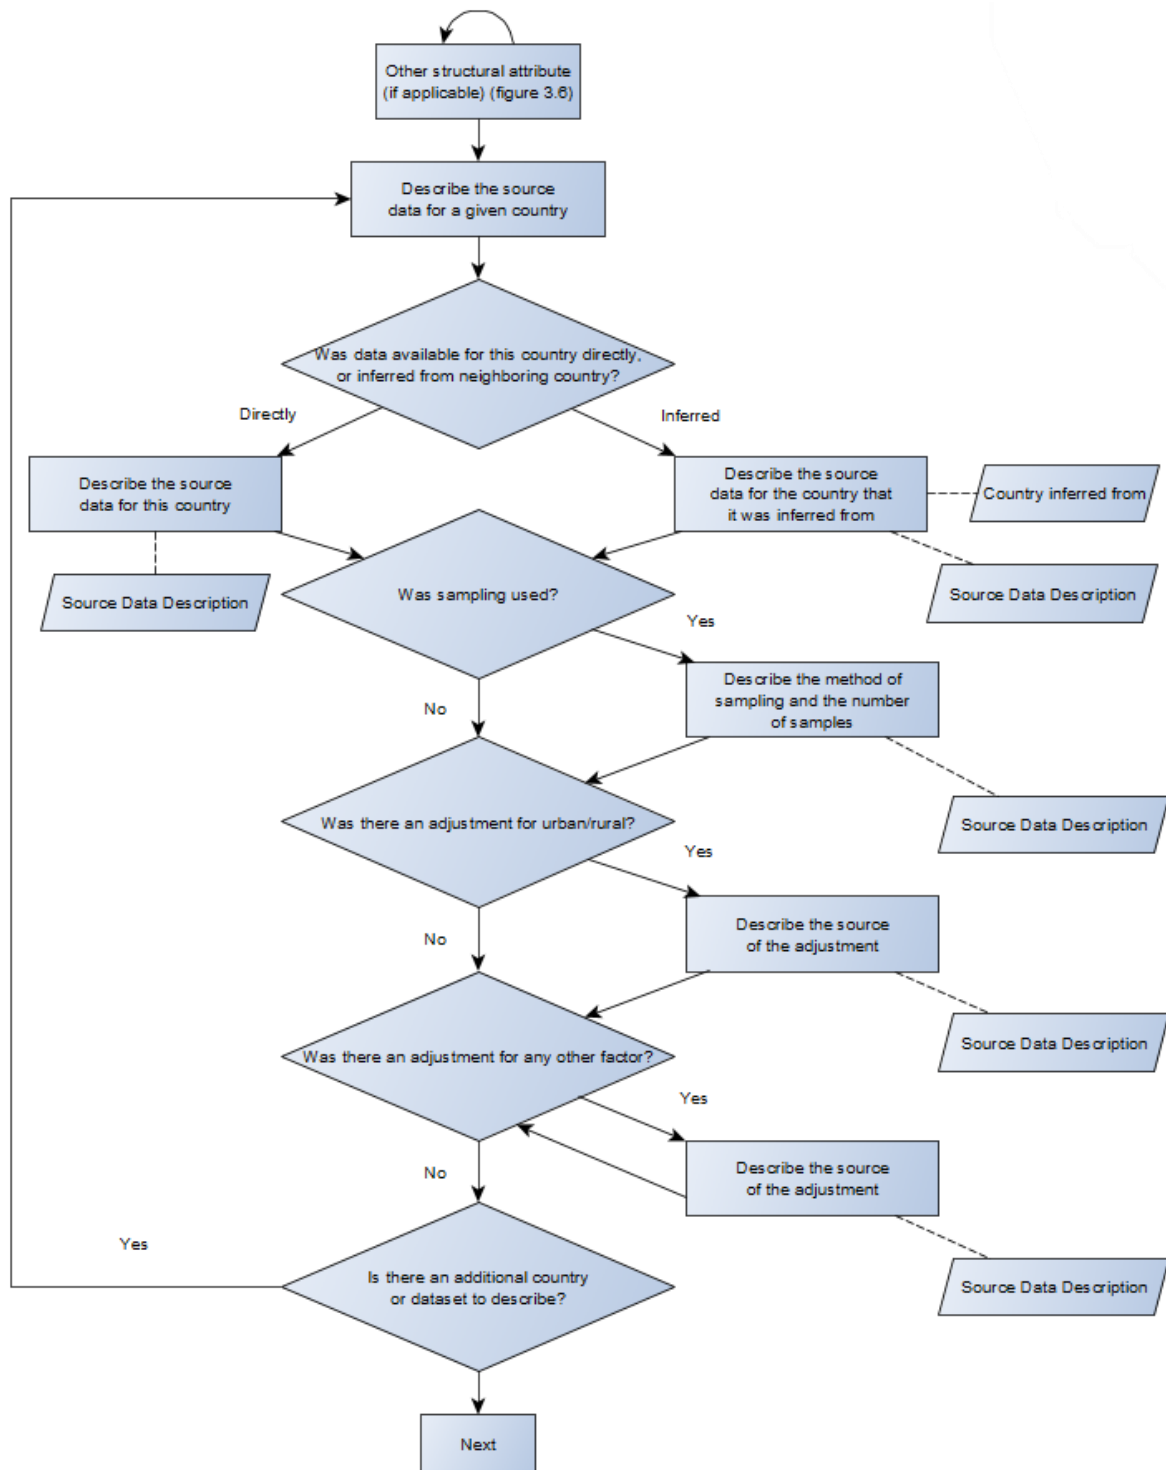 Other structural attribute
(if applicable) (figure 3.6)
Describe the source
data for a given country
Was data available for this country directly,
or inferred from neighboring country?
Directly
Inferred
Describe the source
data for this country
Describe the source
data for the country that
it was inferred from
Country inferred from
Source Data Description
Was sampling used?
Source Data Description
Yes
Describe the method of
sampling and the number
of samples
No
Source Data Description
Was there an adjustment for urban/rural?
Yes
Describe the source
of the adjustment
No
Source Data Description
Was there an adjustment for any other factor?
Yes
Describe the source
of the adjustment
No
Yes
Is there an additional country
or dataset to describe?
Source Data Description
Next